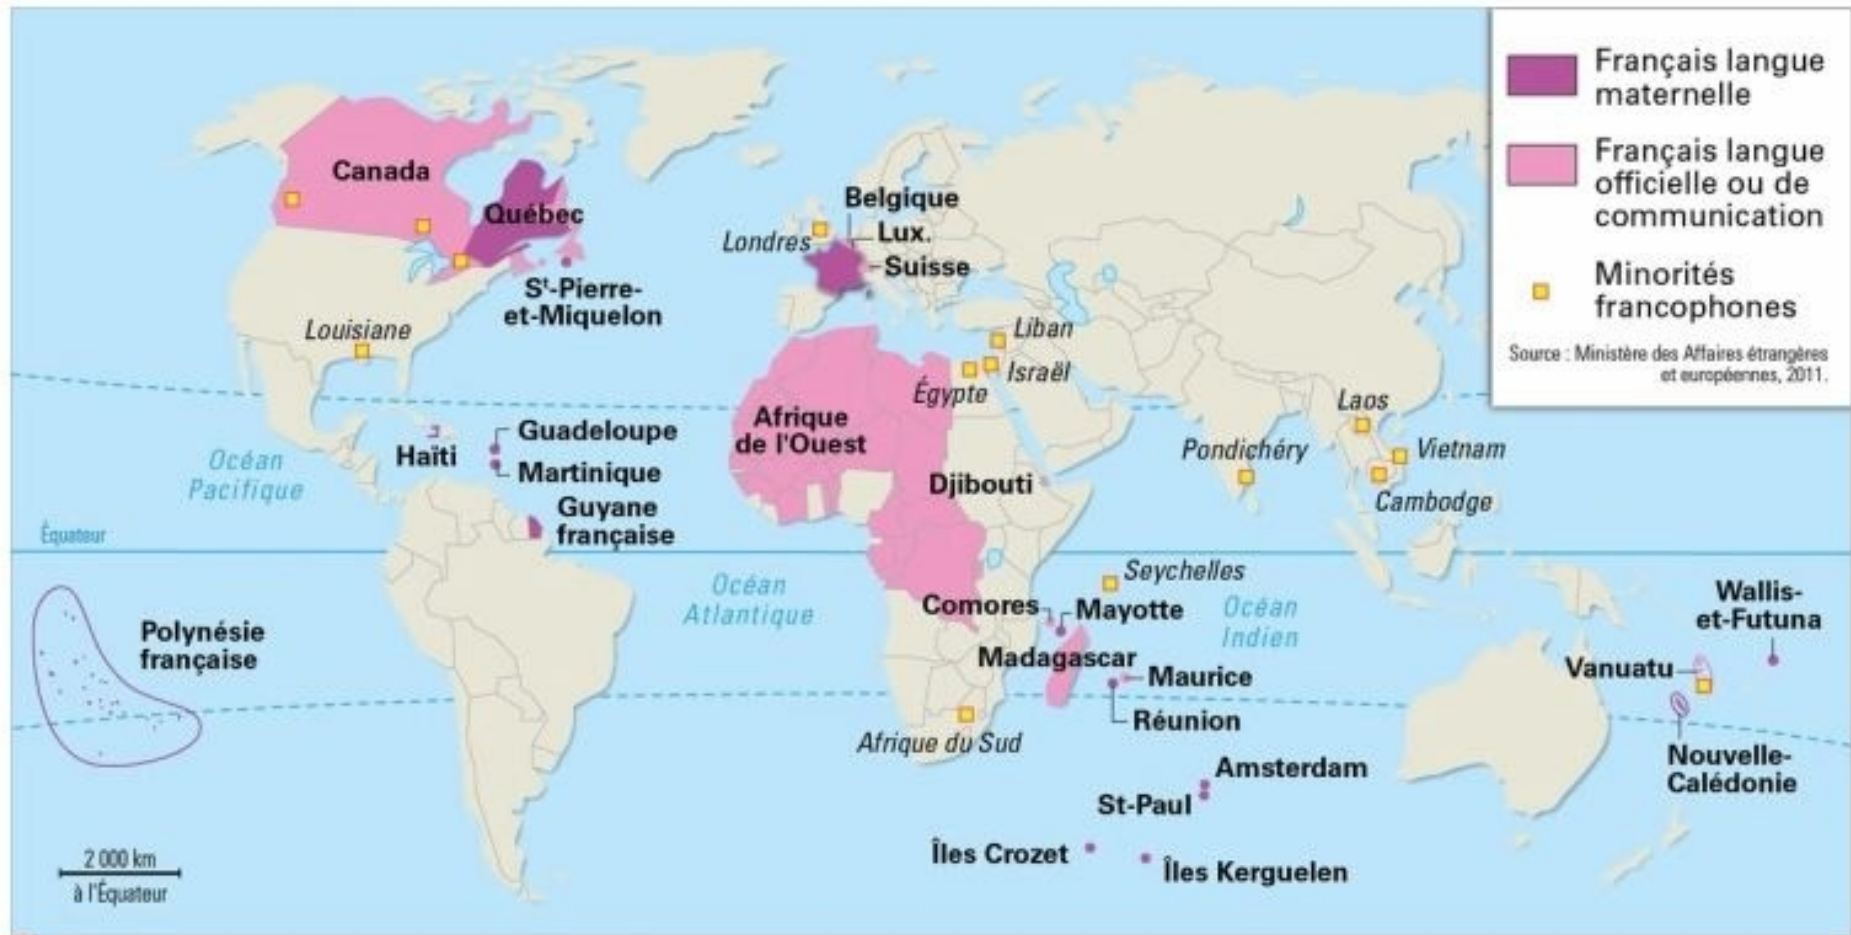 Français langue
maternelle
Français langue
officielle ou de
communication
Minorités
francophones
Source : Ministère des Affaires étrangères
et européennes, 2011.
Canada
Québec
Sᵗ-Pierre-
et-Miquelon
Louisiane
Londres
Belgique
Lux.
Suisse
Liban
Israël
Égypte
Afrique
de l'Ouest
Djibouti
Haïti
Guadeloupe
Martinique
Guyane
française
Océan
Pacifique
Équateur
Océan
Atlantique
Polynésie
française
Laos
Pondichéry
Vietnam
Cambodge
Seychelles
Comores
Mayotte
Océan
Indien
Madagascar
Maurice
Réunion
Afrique du Sud
Wallis-
et-Futuna
Vanuatu
Nouvelle-
Calédonie
Amsterdam
St-Paul
Îles Crozet
Îles Kerguelen
2 000 km
à l'Équateur